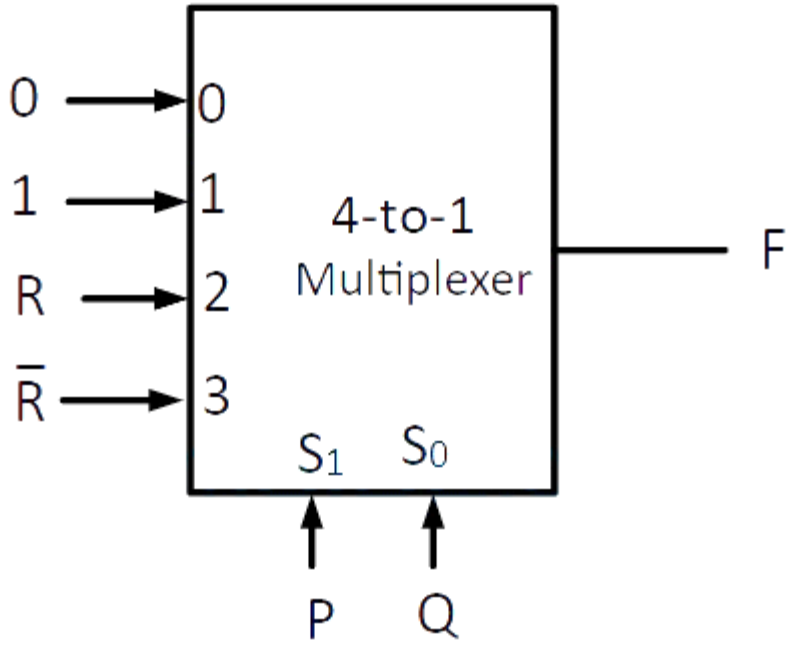 0 0
1 1
4-to-1
Multiplexer
F
R 2
R̅ 3
S₁ S₀
P Q